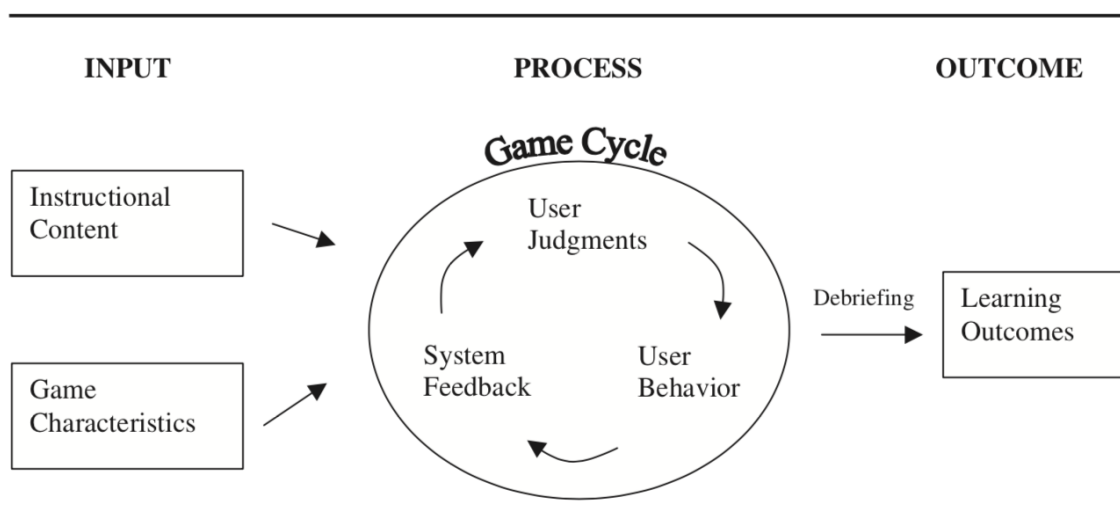 INPUT
PROCESS
OUTCOME
Game Cycle
Instructional
Content
User
Judgments
Debriefing
Learning
Outcomes
System
Feedback
User
Behavior
Game
Characteristics